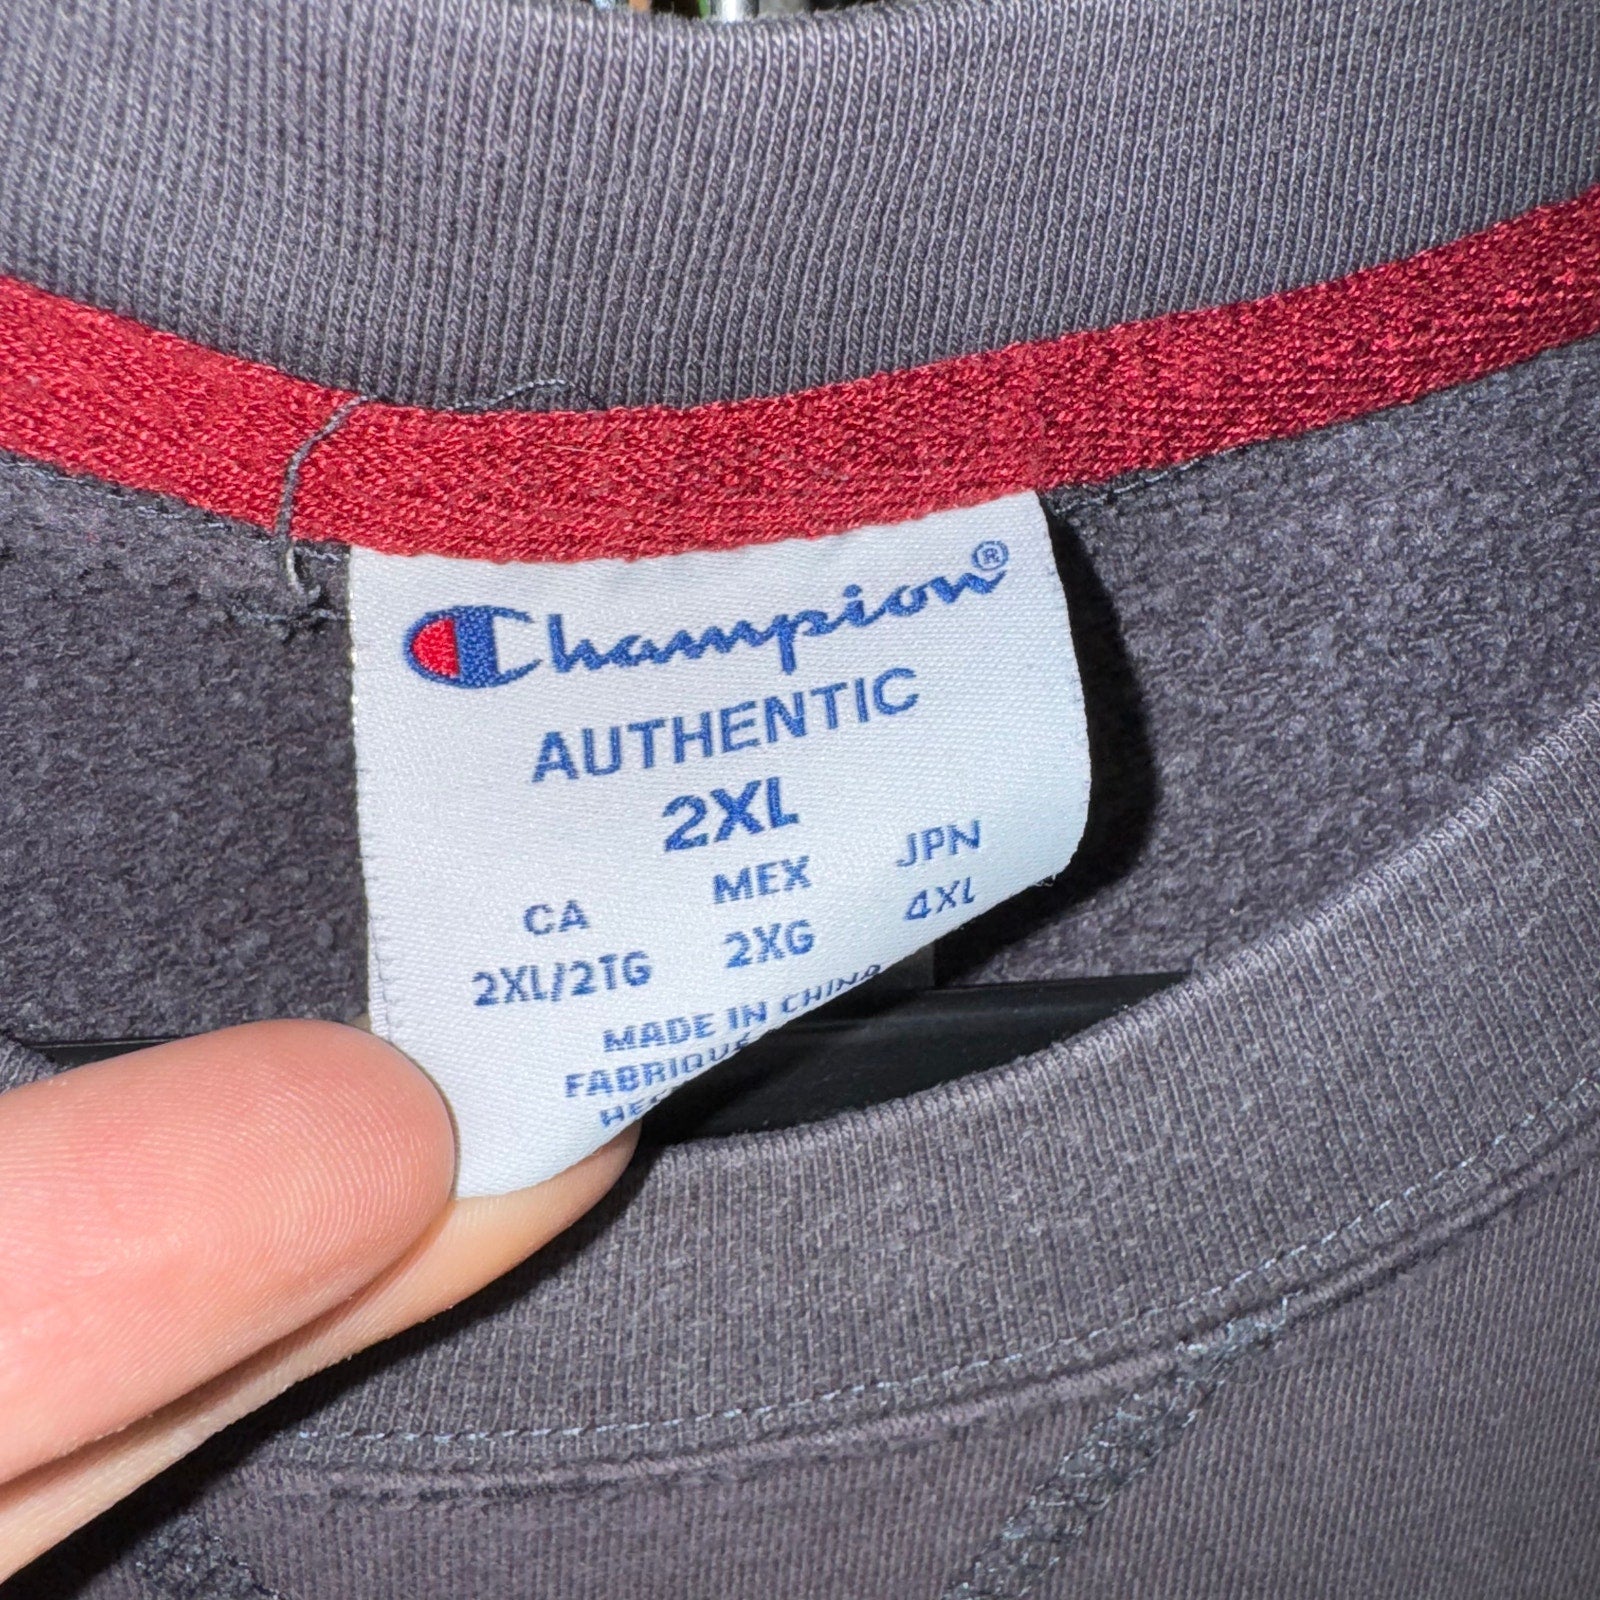 Champion®
AUTHENTIC
2XL
CA MEX JPN
2XL/2TG 2XG 4XL
MADE IN CHINA